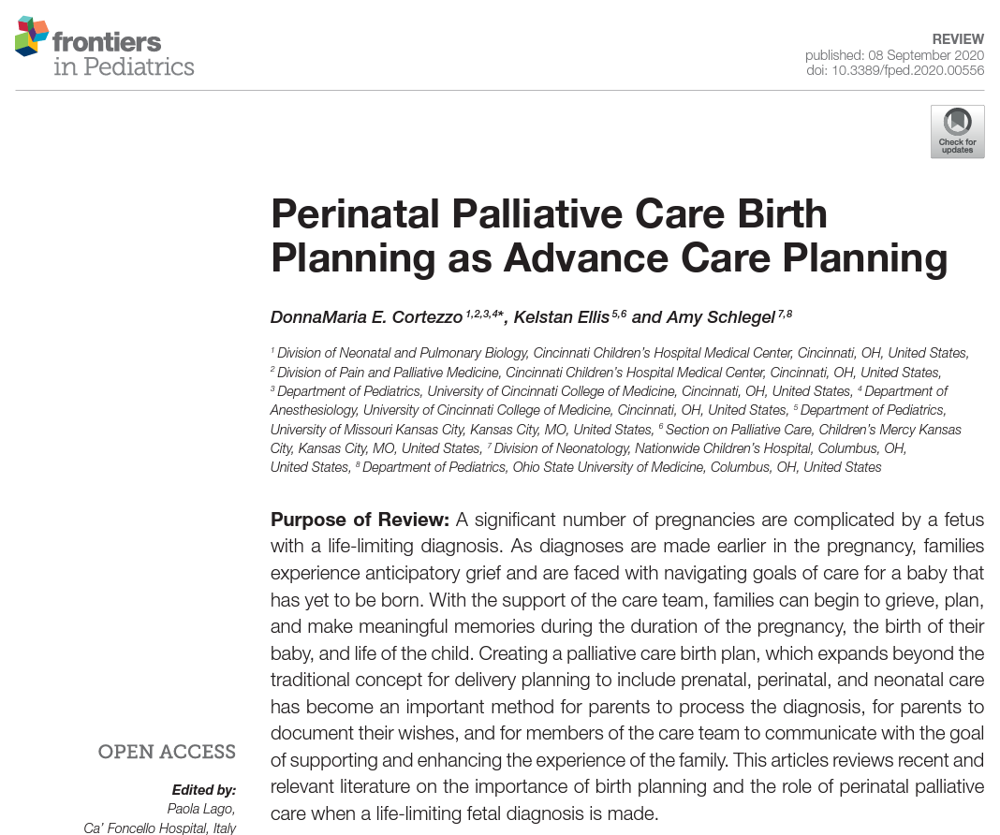 frontiers
in Pediatrics
REVIEW
published: 08 September 2020
doi: 10.3389/fped.2020.00556
Check for
updates
Perinatal Palliative Care Birth
Planning as Advance Care Planning
DonnaMaria E. Cortezzo 1,2,3,4*, Kelstan Ellis 5,6 and Amy Schlegel 7,8
1 Division of Neonatal and Pulmonary Biology, Cincinnati Children's Hospital Medical Center, Cincinnati, OH, United States,
2 Division of Pain and Palliative Medicine, Cincinnati Children's Hospital Medical Center, Cincinnati, OH, United States,
3 Department of Pediatrics, University of Cincinnati College of Medicine, Cincinnati, OH, United States, 4 Department of
Anesthesiology, University of Cincinnati College of Medicine, Cincinnati, OH, United States, 5 Department of Pediatrics,
University of Missouri Kansas City, Kansas City, MO, United States, 6 Section on Palliative Care, Children's Mercy Kansas
City, Kansas City, MO, United States, 7 Division of Neonatology, Nationwide Children's Hospital, Columbus, OH,
United States, 8 Department of Pediatrics, Ohio State University of Medicine, Columbus, OH, United States
Purpose of Review: A significant number of pregnancies are complicated by a fetus
with a life-limiting diagnosis. As diagnoses are made earlier in the pregnancy, families
experience anticipatory grief and are faced with navigating goals of care for a baby that
has yet to be born. With the support of the care team, families can begin to grieve, plan,
and make meaningful memories during the duration of the pregnancy, the birth of their
baby, and life of the child. Creating a palliative care birth plan, which expands beyond the
traditional concept for delivery planning to include prenatal, perinatal, and neonatal care
has become an important method for parents to process the diagnosis, for parents to
document their wishes, and for members of the care team to communicate with the goal
of supporting and enhancing the experience of the family. This articles reviews recent and
relevant literature on the importance of birth planning and the role of perinatal palliative
care when a life-limiting fetal diagnosis is made.
OPEN ACCESS
Edited by:
Paola Lago,
Ca' Foncello Hospital, Italy